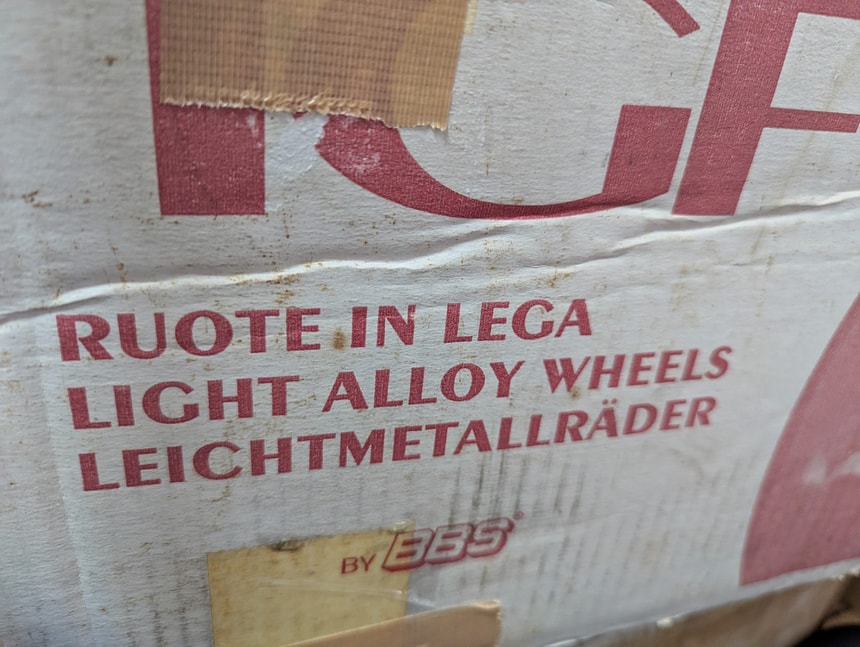 RUOTE IN LEGA
LIGHT ALLOY WHEELS
LEICHTMETALLRÄDER
BY BBS®